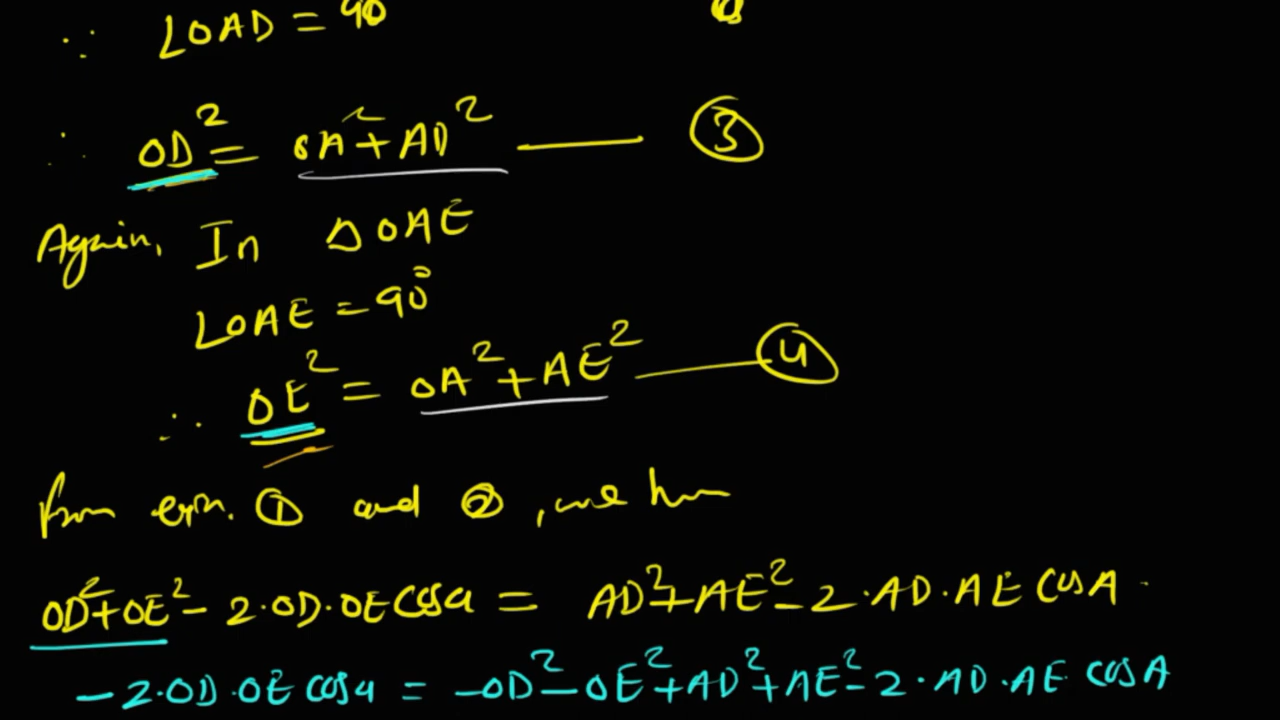 ∵ ∠OAD = 90
∴ OD² = OA² + AD² —— ③
Again, In ΔOAE
∠OAE = 90°
∴ OE² = OA² + AE² —— ④
from eqn. ① and ②, we have
OD² + OE² - 2·OD·OE cos a = AD² + AE² - 2·AD·AE cos A
- 2·OD·OE cos a = -OD² - OE² + AD² + AE² - 2·AD·AE cos A